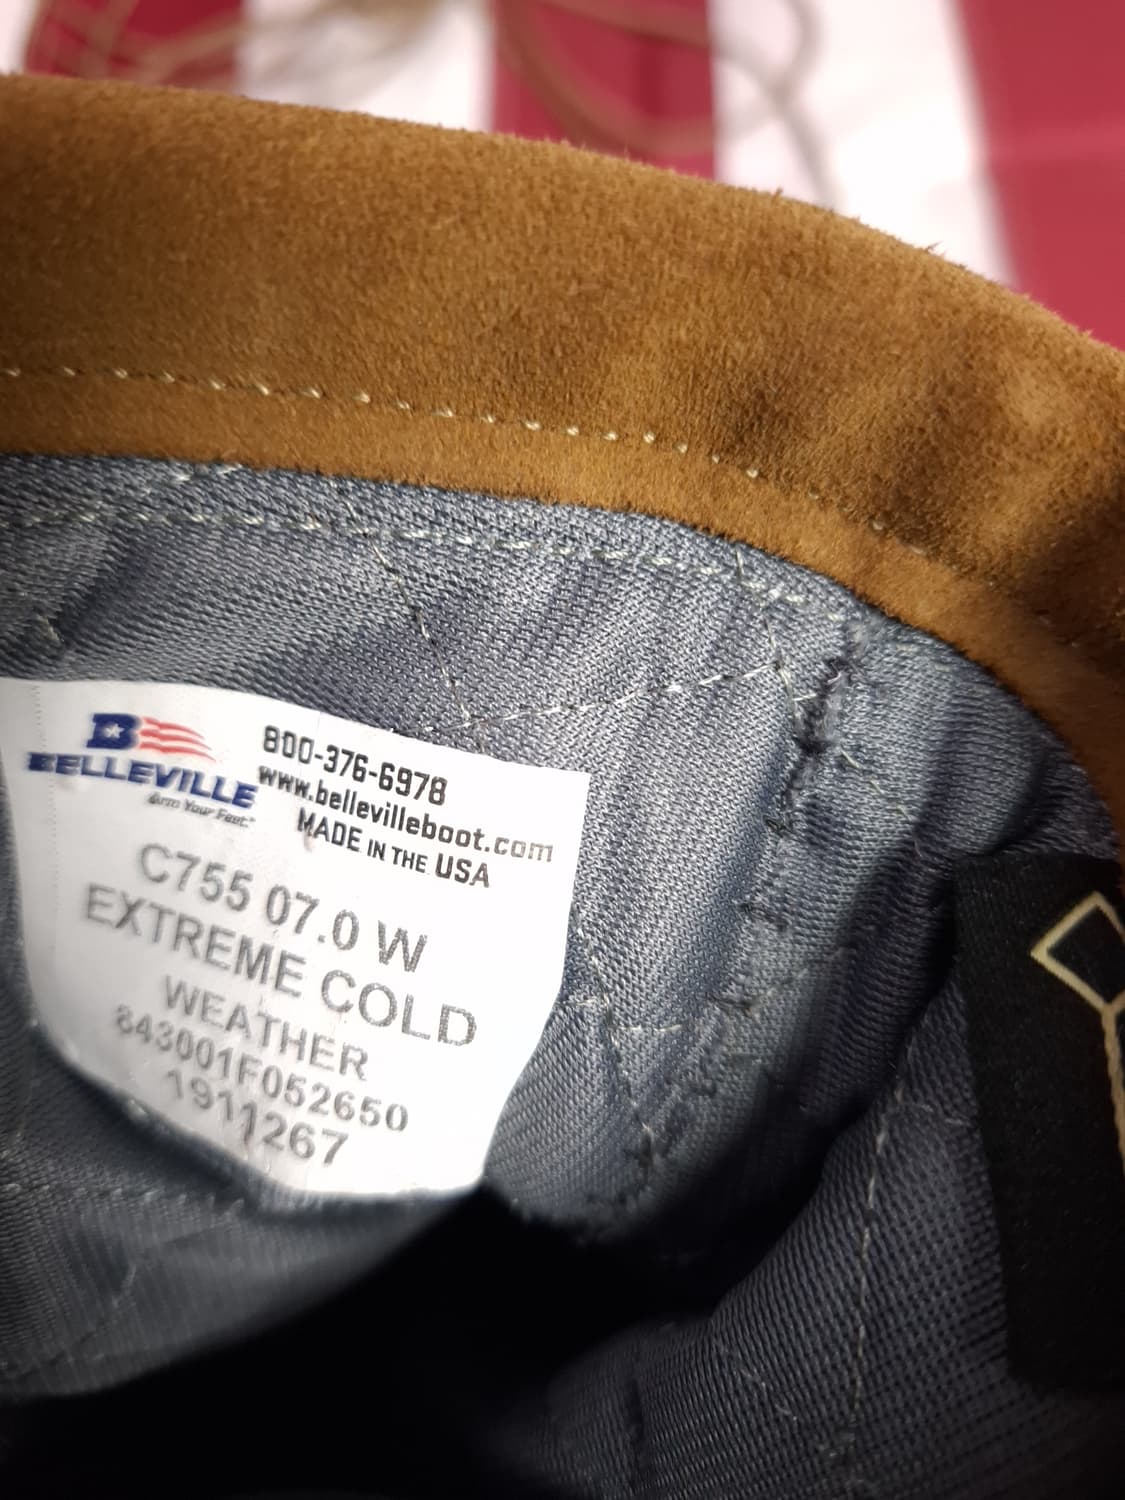 B
BELLEVILLE
Arm Your Feet.
800-376-6978
www.bellevilleboot.com
MADE IN THE USA
C755 07.0 W
EXTREME COLD
WEATHER
843001F052650
1911267